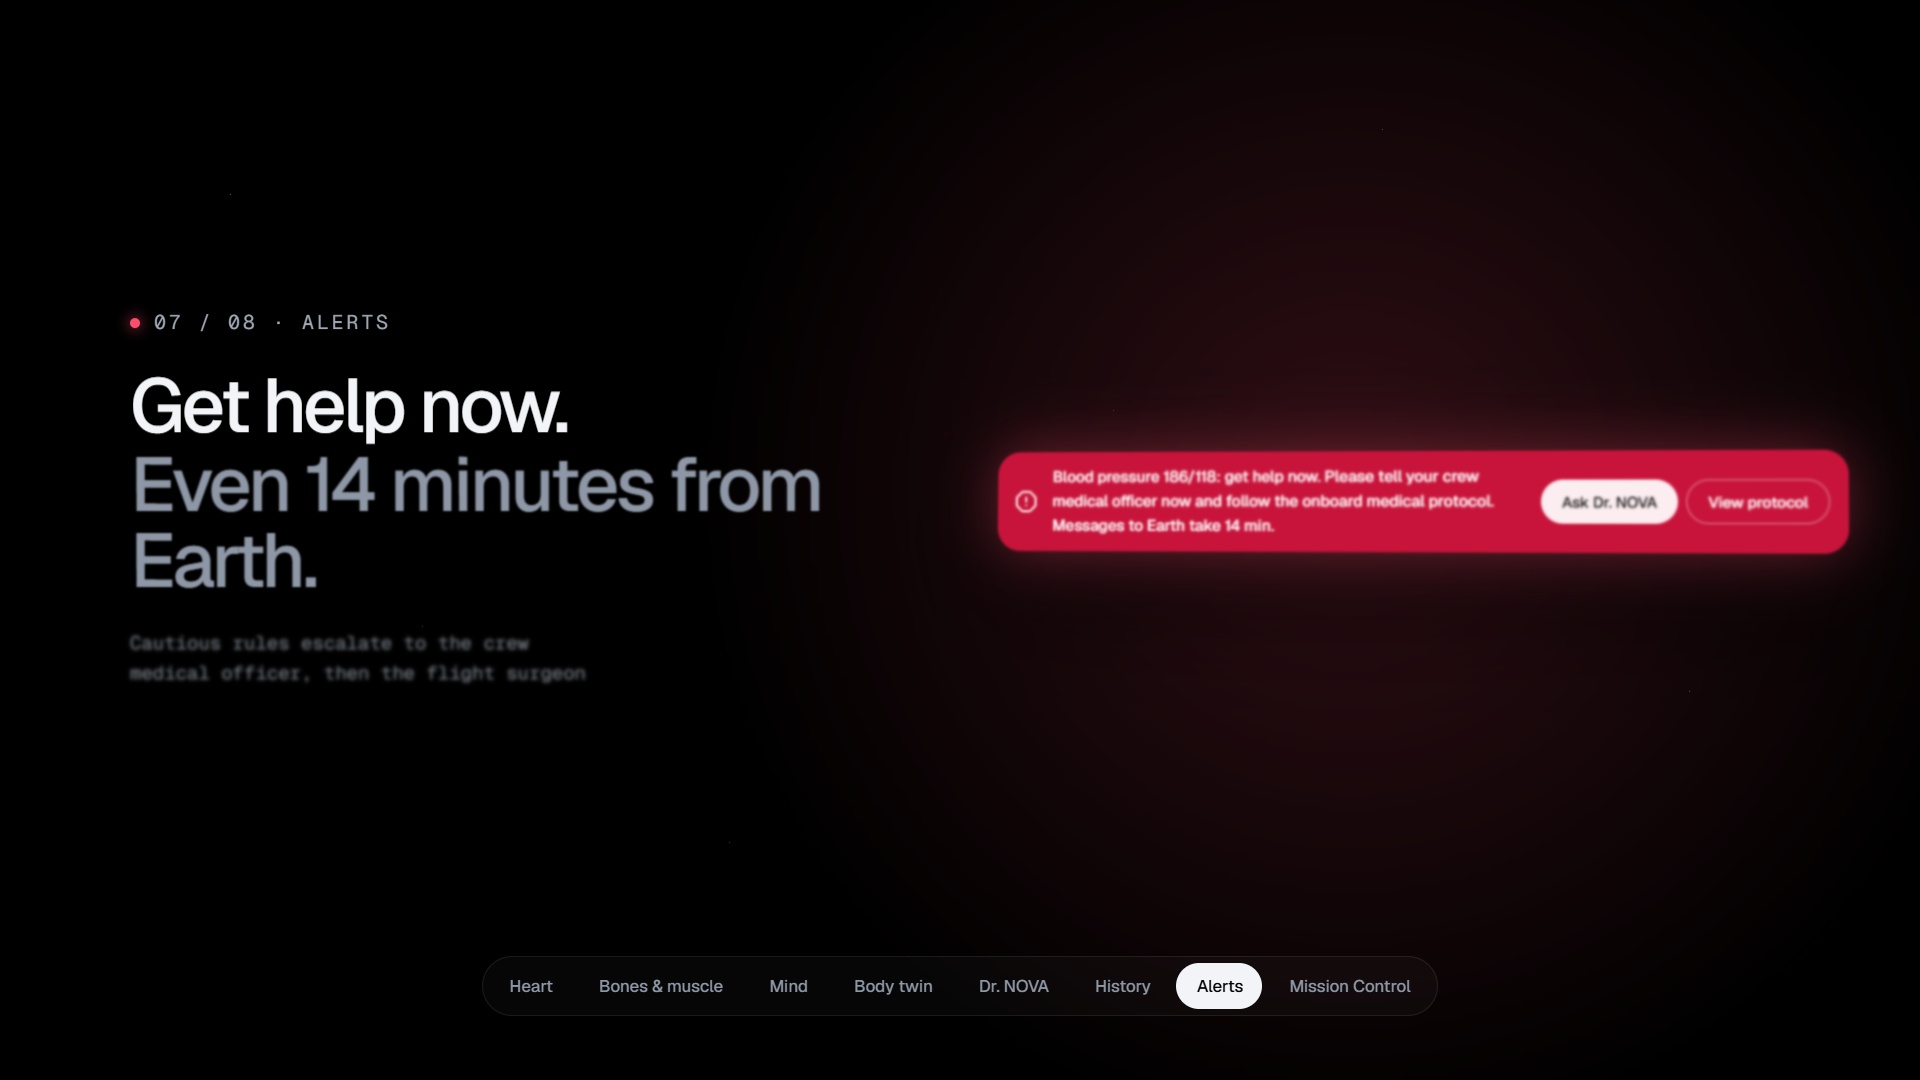 07 / 08 · ALERTS
Get help now.
Even 14 minutes from
Earth.
Cautious rules escalate to the crew
medical officer, then the flight surgeon
Blood pressure 186/118: get help now. Please tell your crew
medical officer now and follow the onboard medical protocol.
Messages to Earth take 14 min.
Ask Dr. NOVA
View protocol
Heart
Bones & muscle
Mind
Body twin
Dr. NOVA
History
Alerts
Mission Control